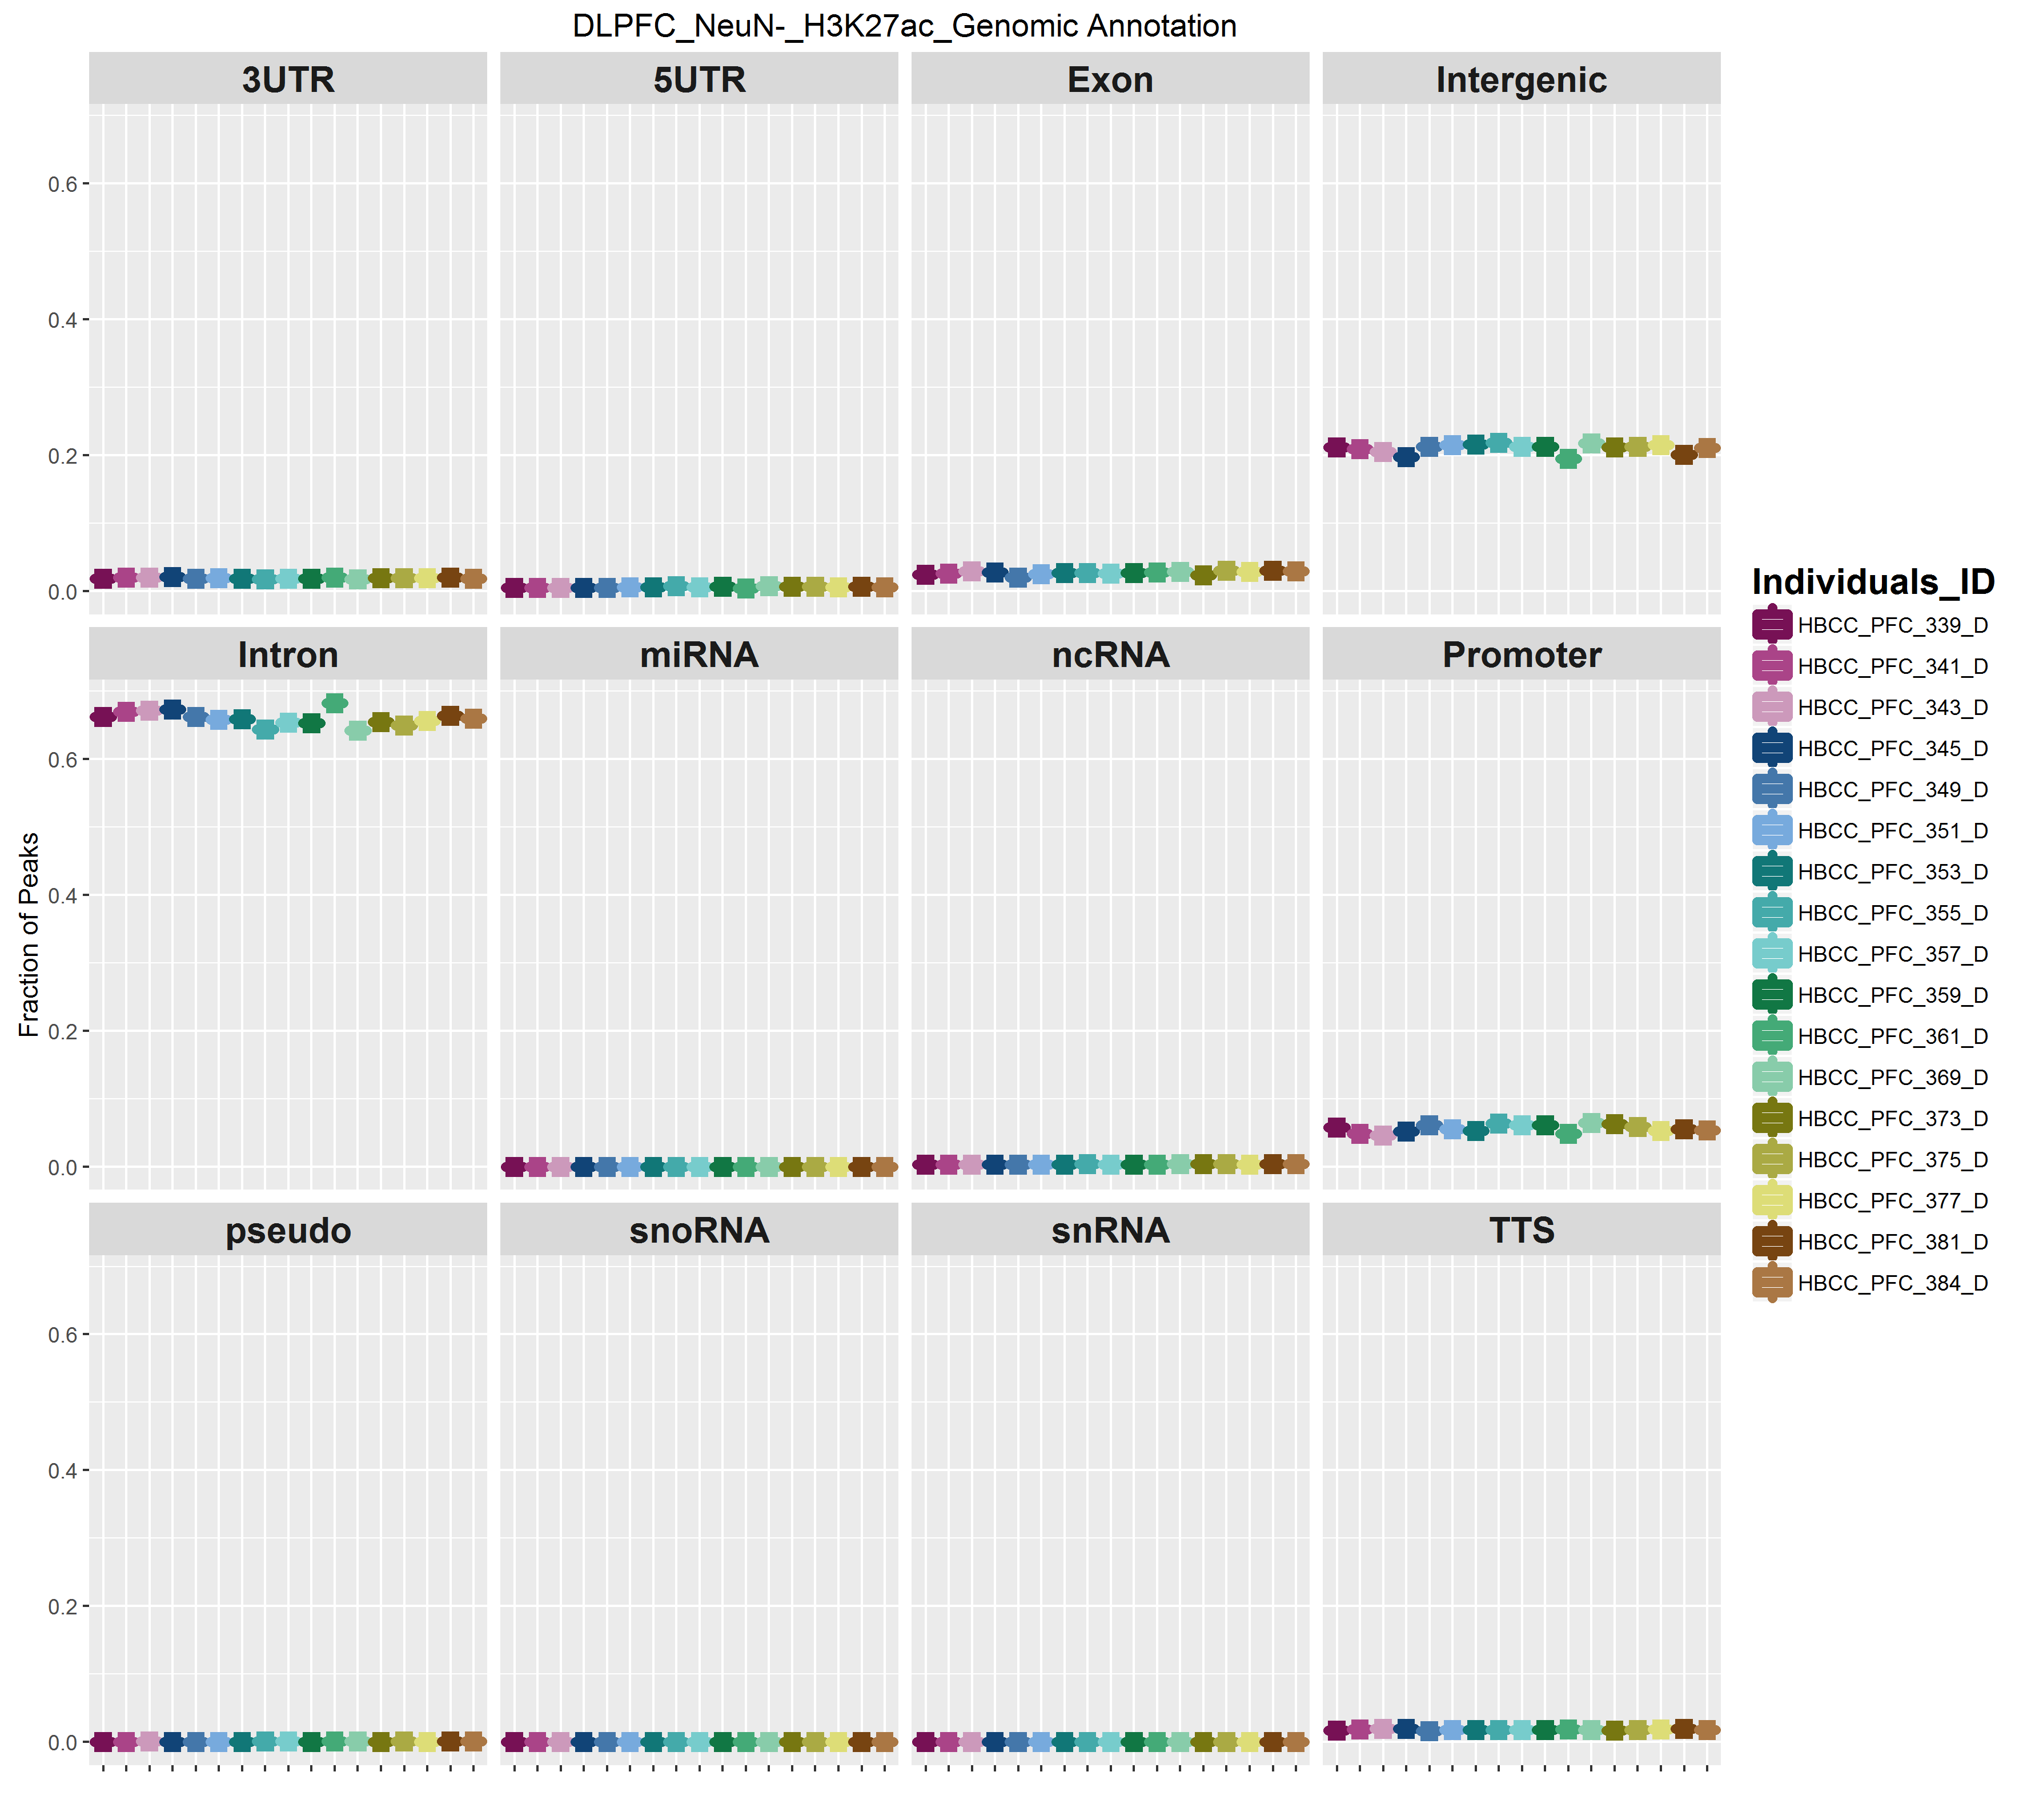 DLPFC_NeuN-_H3K27ac_Genomic Annotation
3UTR 5UTR Exon Intergenic
0.6
0.4
0.2
0.0
Intron miRNA ncRNA Promoter
0.6
0.4
0.2
0.0
pseudo snoRNA snRNA TTS
0.6
0.4
0.2
0.0
Fraction of Peaks
Individuals_ID
HBCC_PFC_339_D
HBCC_PFC_341_D
HBCC_PFC_343_D
HBCC_PFC_345_D
HBCC_PFC_349_D
HBCC_PFC_351_D
HBCC_PFC_353_D
HBCC_PFC_355_D
HBCC_PFC_357_D
HBCC_PFC_359_D
HBCC_PFC_361_D
HBCC_PFC_369_D
HBCC_PFC_373_D
HBCC_PFC_375_D
HBCC_PFC_377_D
HBCC_PFC_381_D
HBCC_PFC_384_D